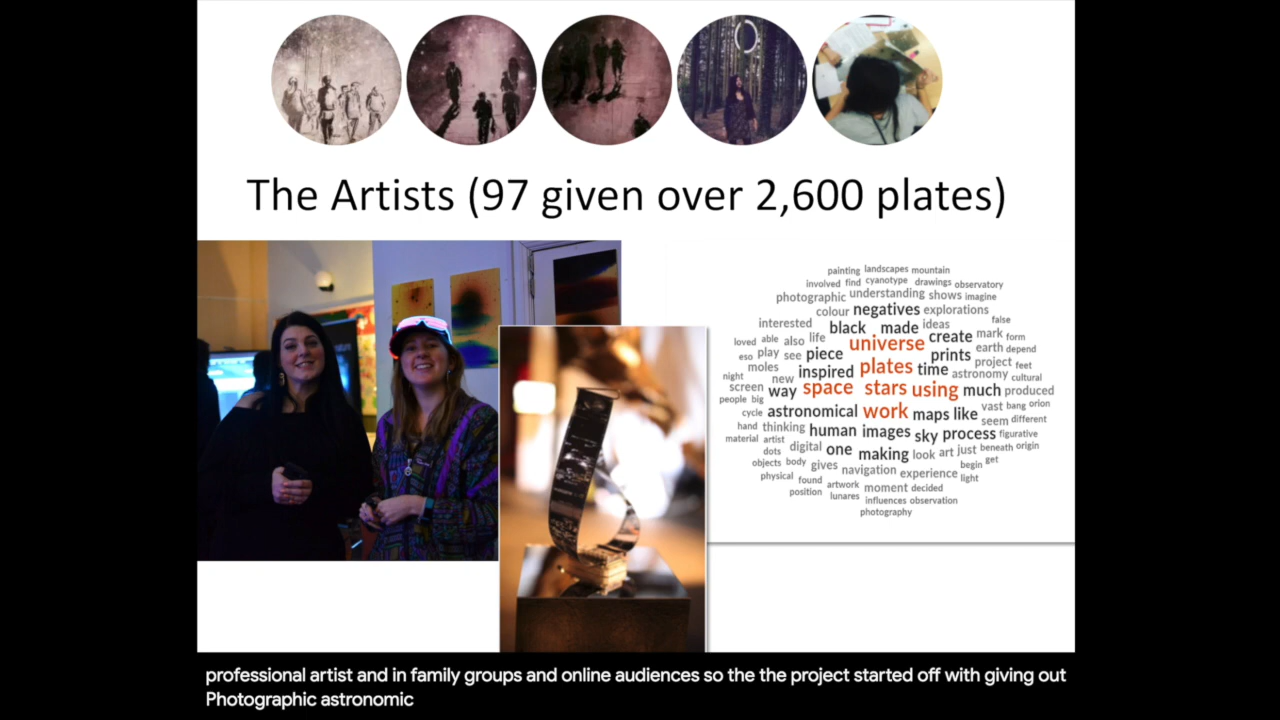 The Artists (97 given over 2,600 plates)
painting landscapes mountain
involved find cyanotype drawings observatory
photographic understanding shows imagine
colour negatives explorations
interested black made ideas false
loved able also life universe create mark form
eso play see piece prints earth depend
moles inspired plates time astronomy project feet
night new cultural
screen way space stars using much produced
people big vast bang orion
cycle astronomical work maps like seem different
hand thinking human images sky process figurative
material artist
dots digital one making look art just beneath origin
objects body gives navigation experience begin get
physical found artwork moment decided light
position lunares influences observation
photography
professional artist and in family groups and online audiences so the the project started off with giving out
Photographic astronomic